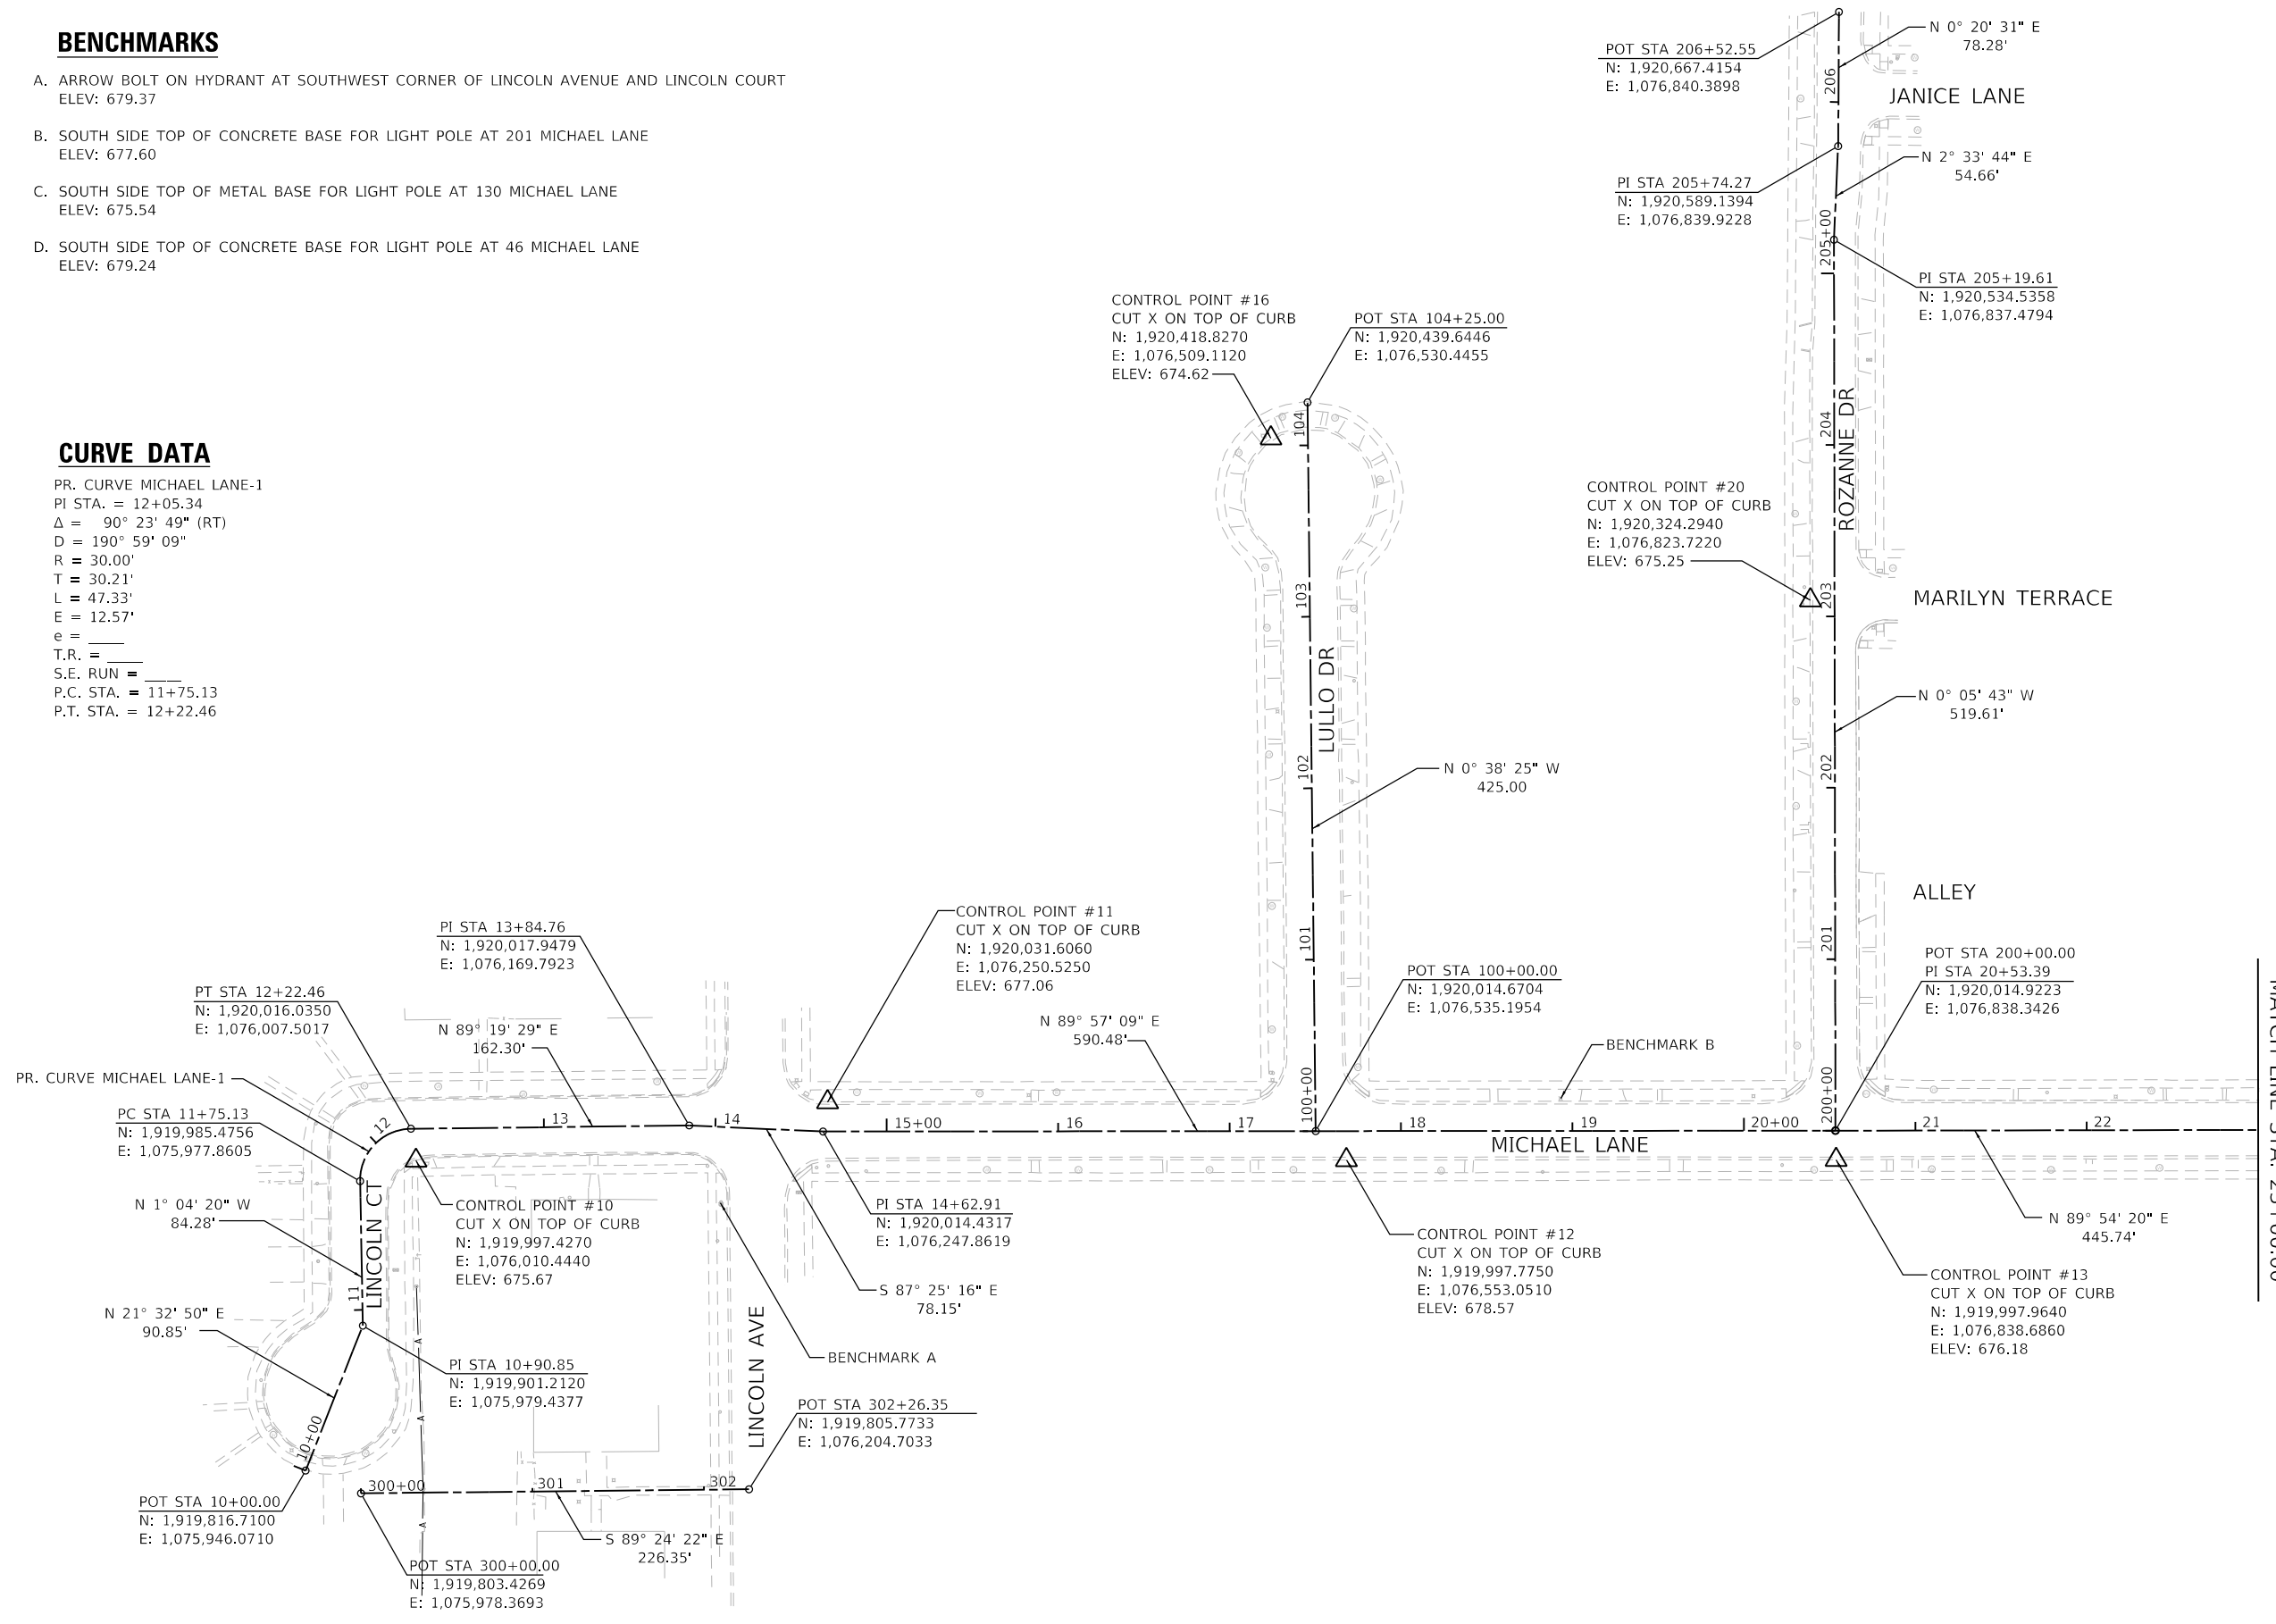 BENCHMARKS
A. ARROW BOLT ON HYDRANT AT SOUTHWEST CORNER OF LINCOLN AVENUE AND LINCOLN COURT
ELEV: 679.37
B. SOUTH SIDE TOP OF CONCRETE BASE FOR LIGHT POLE AT 201 MICHAEL LANE
ELEV: 677.60
C. SOUTH SIDE TOP OF METAL BASE FOR LIGHT POLE AT 130 MICHAEL LANE
ELEV: 675.54
D. SOUTH SIDE TOP OF CONCRETE BASE FOR LIGHT POLE AT 46 MICHAEL LANE
ELEV: 679.24
CURVE DATA
PR. CURVE MICHAEL LANE-1
PI STA. = 12+05.34
Δ = 90° 23' 49" (RT)
D = 190° 59' 09"
R = 30.00'
T = 30.21'
L = 47.33'
E = 12.57'
e = ____
T.R. = ____
S.E. RUN = ____
P.C. STA. = 11+75.13
P.T. STA. = 12+22.46
POT STA 206+52.55
N: 1,920,667.4154
E: 1,076,840.3898
N 0° 20' 31" E
78.28'
206
JANICE LANE
N 2° 33' 44" E
54.66'
PI STA 205+74.27
N: 1,920,589.1394
E: 1,076,839.9228
205+00
PI STA 205+19.61
N: 1,920,534.5358
E: 1,076,837.4794
CONTROL POINT #16
CUT X ON TOP OF CURB
N: 1,920,418.8270
E: 1,076,509.1120
ELEV: 674.62
POT STA 104+25.00
N: 1,920,439.6446
E: 1,076,530.4455
104
204
ROZANNE DR
CONTROL POINT #20
CUT X ON TOP OF CURB
N: 1,920,324.2940
E: 1,076,823.7220
ELEV: 675.25
103
203
MARILYN TERRACE
LULLO DR
N 0° 05' 43" W
519.61'
102
202
N 0° 38' 25" W
425.00
ALLEY
CONTROL POINT #11
CUT X ON TOP OF CURB
N: 1,920,031.6060
E: 1,076,250.5250
ELEV: 677.06
PI STA 13+84.76
N: 1,920,017.9479
E: 1,076,169.7923
101
201
POT STA 200+00.00
PI STA 20+53.39
N: 1,920,014.9223
E: 1,076,838.3426
POT STA 100+00.00
N: 1,920,014.6704
E: 1,076,535.1954
PT STA 12+22.46
N: 1,920,016.0350
E: 1,076,007.5017
N 89° 19' 29" E
162.30'
N 89° 57' 09" E
590.48'
BENCHMARK B
PR. CURVE MICHAEL LANE-1
PC STA 11+75.13
N: 1,919,985.4756
E: 1,075,977.8605
100+00
200+00
12
13
14
15+00
16
17
18
19
20+00
21
22
MICHAEL LANE
N 1° 04' 20" W
84.28'
LINCOLN CT
CONTROL POINT #10
CUT X ON TOP OF CURB
N: 1,919,997.4270
E: 1,076,010.4440
ELEV: 675.67
PI STA 14+62.91
N: 1,920,014.4317
E: 1,076,247.8619
CONTROL POINT #12
CUT X ON TOP OF CURB
N: 1,919,997.7750
E: 1,076,553.0510
ELEV: 678.57
N 89° 54' 20" E
445.74'
CONTROL POINT #13
CUT X ON TOP OF CURB
N: 1,919,997.9640
E: 1,076,838.6860
ELEV: 676.18
11
S 87° 25' 16" E
78.15'
N 21° 32' 50" E
90.85'
LINCOLN AVE
BENCHMARK A
A
PI STA 10+90.85
N: 1,919,901.2120
E: 1,075,979.4377
A
POT STA 302+26.35
N: 1,919,805.7733
E: 1,076,204.7033
10+00
300+00
301
302
POT STA 10+00.00
N: 1,919,816.7100
E: 1,075,946.0710
A
S 89° 24' 22" E
226.35'
POT STA 300+00.00
N: 1,919,803.4269
E: 1,075,978.3693